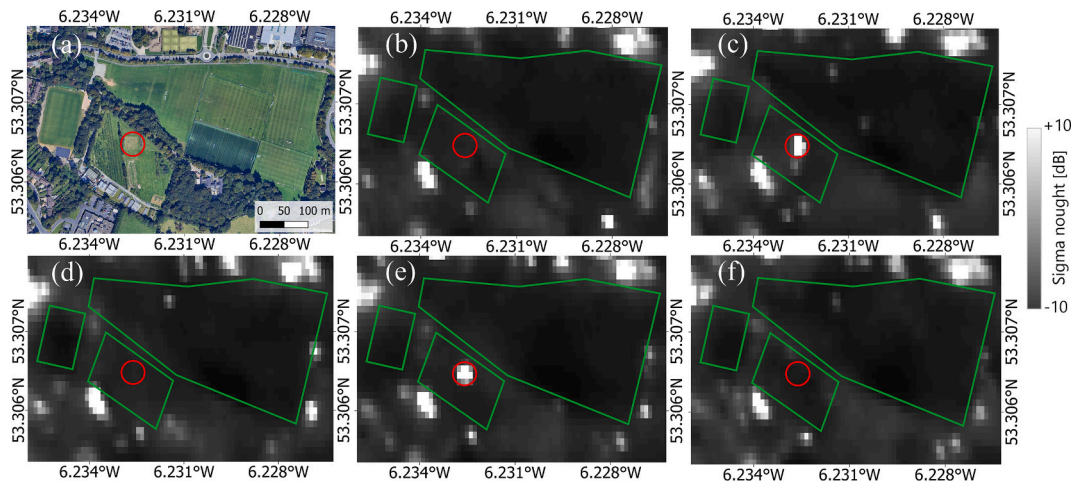 6.234°W 6.231°W 6.228°W 6.234°W 6.231°W 6.228°W 6.234°W 6.231°W 6.228°W
(a) (b) (c)
53.307°N 53.306°N
53.307°N 53.306°N
0 50 100 m
6.234°W 6.231°W 6.228°W 6.234°W 6.231°W 6.228°W 6.234°W 6.231°W 6.228°W
+10
Sigma nought [dB]
-10
(d) (e) (f)
53.307°N 53.306°N 53.307°N 53.306°N
53.307°N 53.306°N 53.307°N 53.306°N
6.234°W 6.231°W 6.228°W 6.234°W 6.231°W 6.228°W 6.234°W 6.231°W 6.228°W